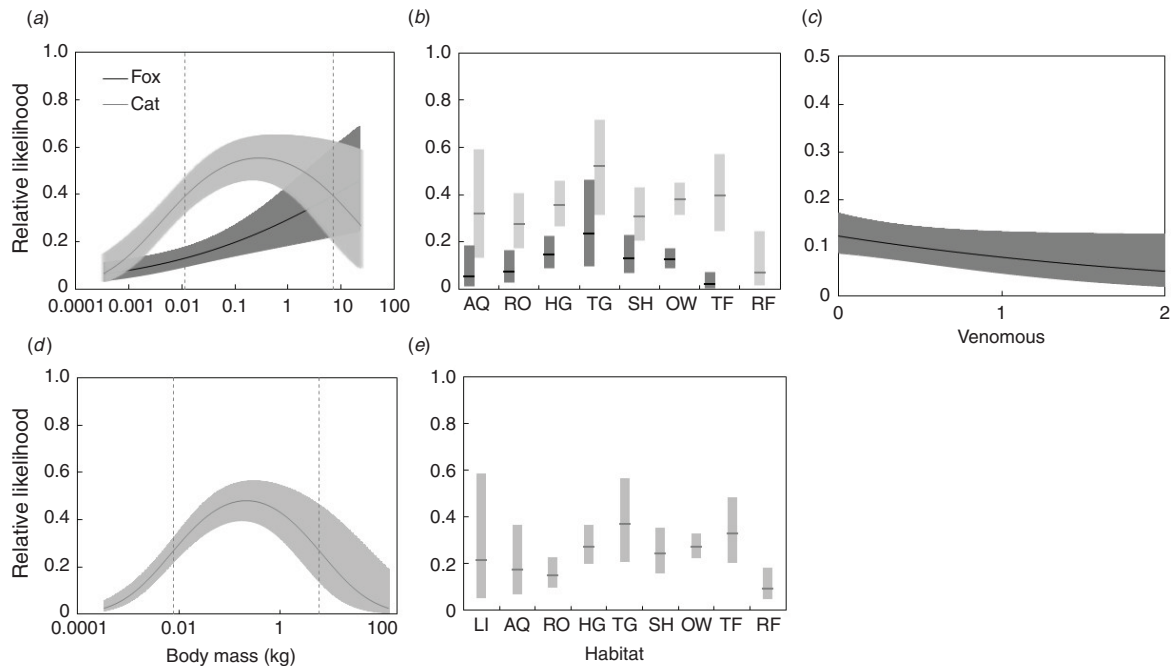 (a)
(b)
(c)
Relative likelihood
1.0
0.8
0.6
0.4
0.2
0
Fox
Cat
0.0001 0.001 0.01 0.1 1 10 100
1.0
0.8
0.6
0.4
0.2
0
AQ RO HG TG SH OW TF RF
0.5
0.4
0.3
0.2
0.1
0
0 1 2
Venomous
(d)
(e)
Relative likelihood
1.0
0.8
0.6
0.4
0.2
0
0.0001 0.01 1 100
Body mass (kg)
1.0
0.8
0.6
0.4
0.2
0
LI AQ RO HG TG SH OW TF RF
Habitat